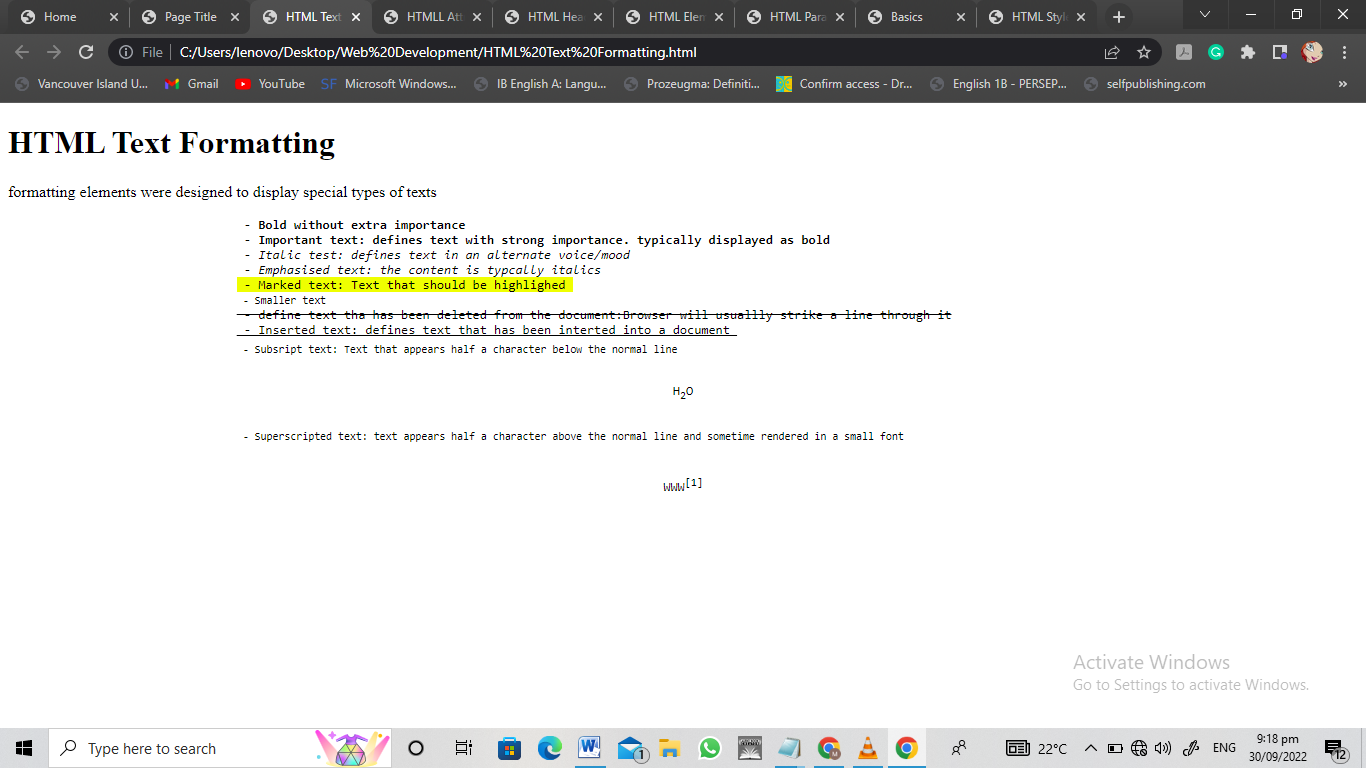 Home
Page Title
HTML Text
HTMLL Att
HTML Hea
HTML Elem
HTML Para
Basics
HTML Style
File
C:/Users/lenovo/Desktop/Web%20Development/HTML%20Text%20Formatting.html
Vancouver Island U...
Gmail
YouTube
SF Microsoft Windows...
IB English A: Langu...
Prozeugma: Definiti...
Confirm access - Dr...
English 1B - PERSEP...
selfpublishing.com
»
HTML Text Formatting
formatting elements were designed to display special types of texts
- Bold without extra importance
- Important text: defines text with strong importance. typically displayed as bold
- Italic test: defines text in an alternate voice/mood
- Emphasised text: the content is typcally italics
- Marked text: Text that should be highlighed
- Smaller text
- define text tha has been deleted from the document:Browser will usuallly strike a line through it
- Inserted text: defines text that has been interted into a document
- Subsript text: Text that appears half a character below the normal line
H2O
- Superscripted text: text appears half a character above the normal line and sometime rendered in a small font
WWW[1]
Activate Windows
Go to Settings to activate Windows.
Type here to search
1
22°C
ENG
9:18 pm
30/09/2022
12